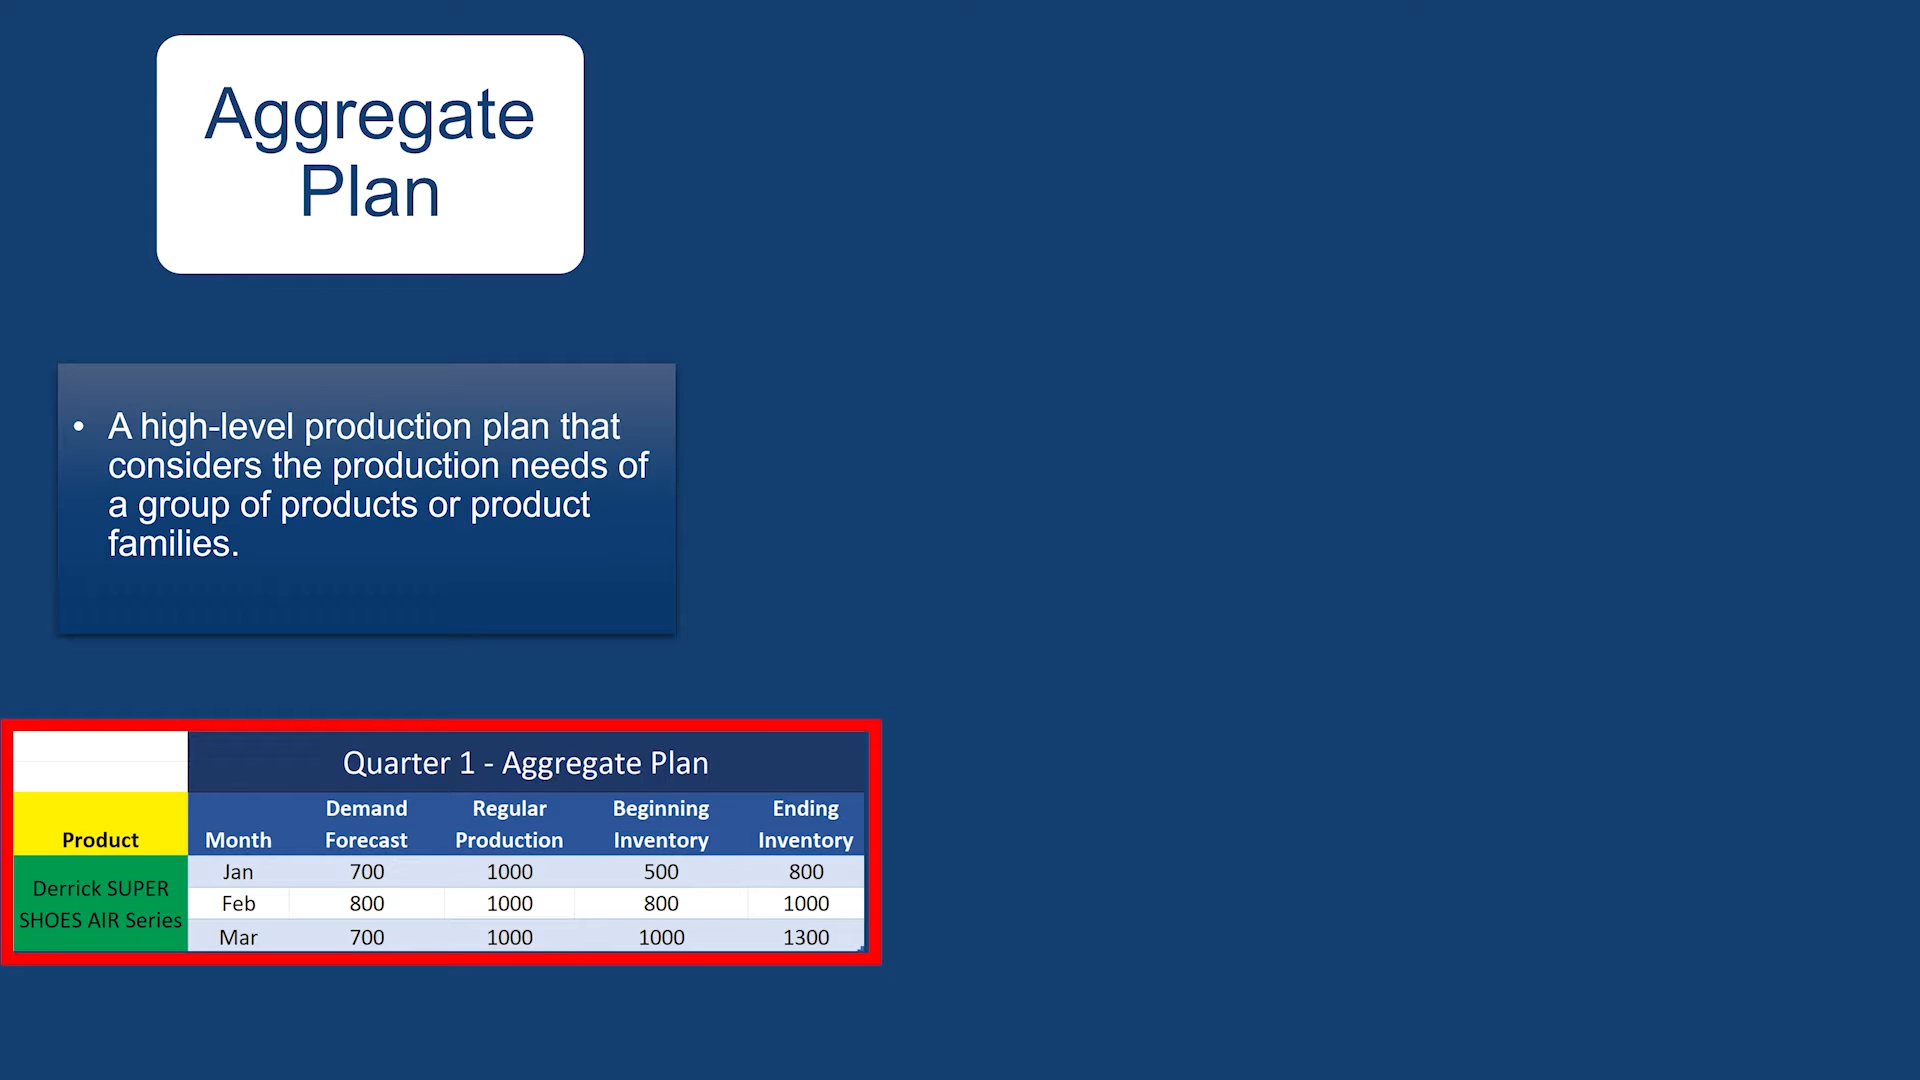 Aggregate
Plan
• A high-level production plan that
considers the production needs of
a group of products or product
families.
Quarter 1 - Aggregate Plan
Product Month Demand Forecast Regular Production Beginning Inventory Ending Inventory
Derrick SUPER SHOES AIR Series
Jan 700 1000 500 800
Feb 800 1000 800 1000
Mar 700 1000 1000 1300